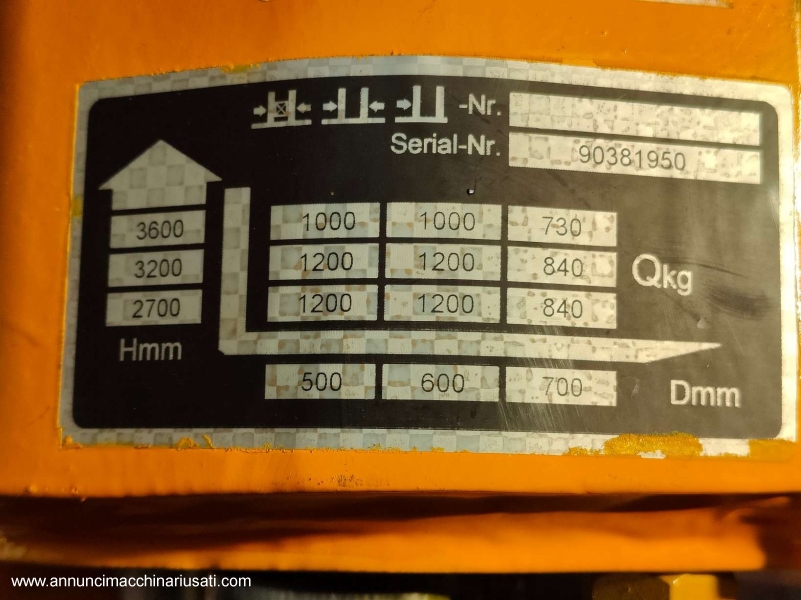 -Nr.
Serial-Nr. 90381950
3600 1000 1000 730
3200 1200 1200 840 Qkg
2700 1200 1200 840
Hmm
500 600 700 Dmm
www.annuncimacchinariusati.com